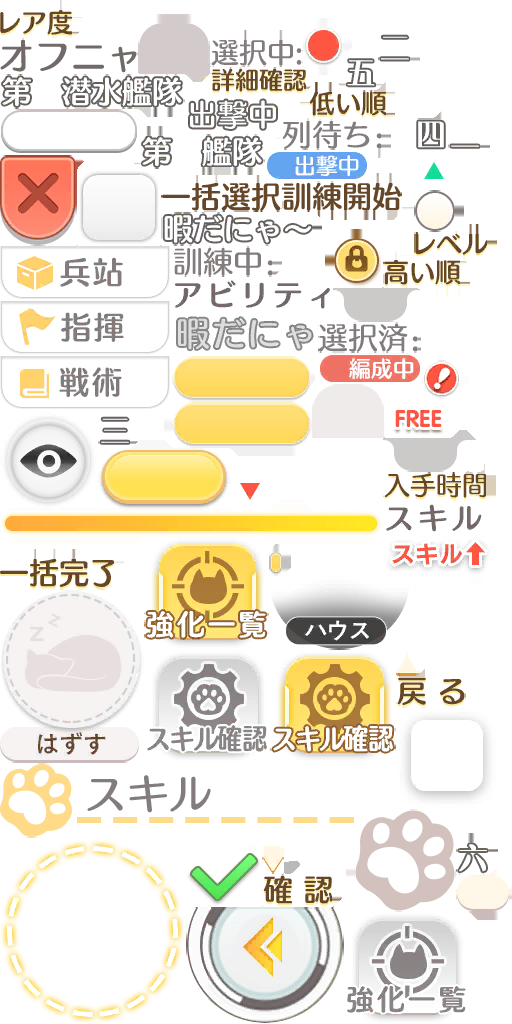 レア度
オフニャ
選択中:
二
五
詳細確認
第 潜水艦隊
低い順
出撃中
列待ち:
四
第 艦隊
出撃中
一括選択訓練開始
暇だにゃ～
レベル
兵站
訓練中:
高い順
アビリティ
指揮
暇だにゃ
選択済:
編成中
戦術
FREE
三
入手時間
スキル
スキル
一括完了
強化一覧
ハウス
スキル確認
スキル確認
戻る
はずす
スキル
六
確認
強化一覧